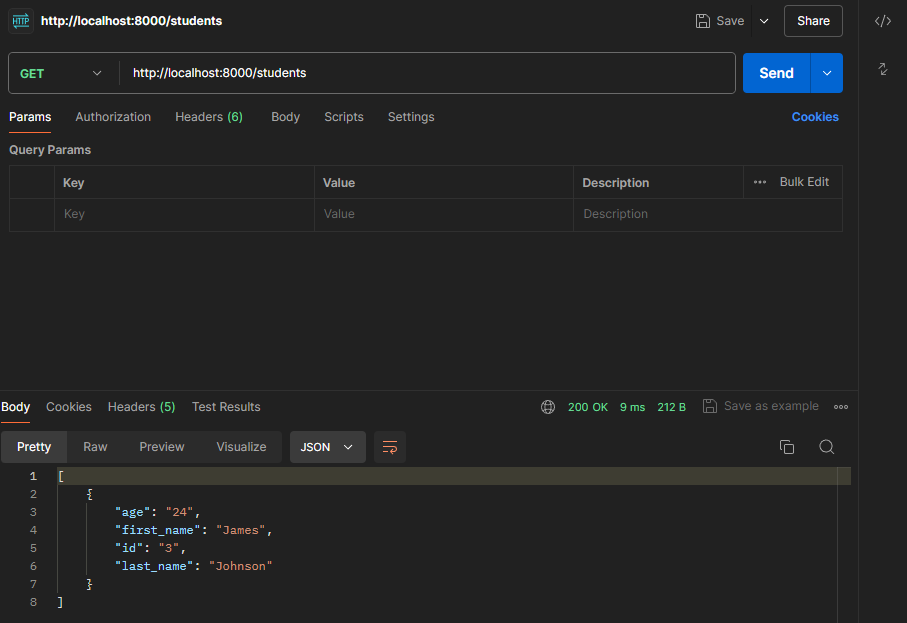 HTTP http://localhost:8000/students Save Share
GET http://localhost:8000/students Send
Params Authorization Headers (6) Body Scripts Settings Cookies
Query Params
Key Value Description ••• Bulk Edit
Key Value Description
Body Cookies Headers (5) Test Results 200 OK 9 ms 212 B Save as example
Pretty Raw Preview Visualize JSON
1 [
2 {
3 "age": "24",
4 "first_name": "James",
5 "id": "3",
6 "last_name": "Johnson"
7 }
8 ]